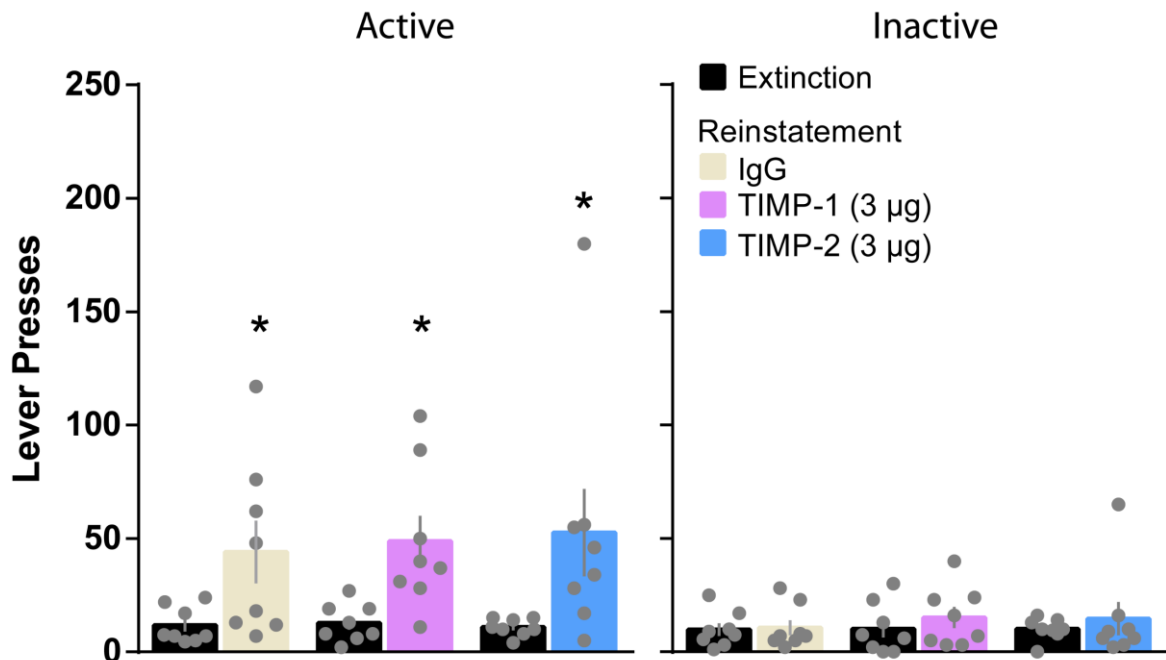 Active
Inactive
Lever Presses
250
200
150
100
50
0
*
*
*
Extinction
Reinstatement
IgG
TIMP-1 (3 µg)
TIMP-2 (3 µg)